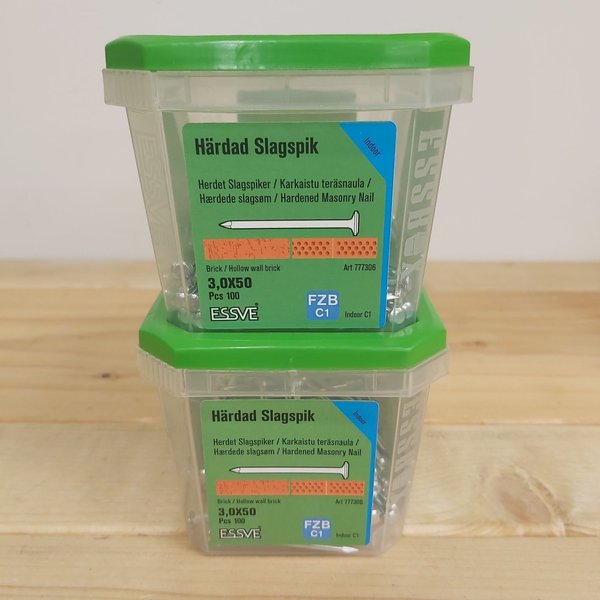 Härdad Slagspik
Indoor
Herdet Slagspiker / Karkaistu teräsnaula /
Hærdede slagsøm / Hardened Masonry Nail
Brick / Hollow wall brick
Art 777306
3,0X50
Pcs 100
ESSVE
FZB
C1
Indoor C1
ESSBOX
ESSVE
Härdad Slagspik
Indoor
Herdet Slagspiker / Karkaistu teräsnaula /
Hærdede slagsøm / Hardened Masonry Nail
Brick / Hollow wall brick
Art 777306
3,0X50
Pcs 100
ESSVE
FZB
C1
Indoor C1